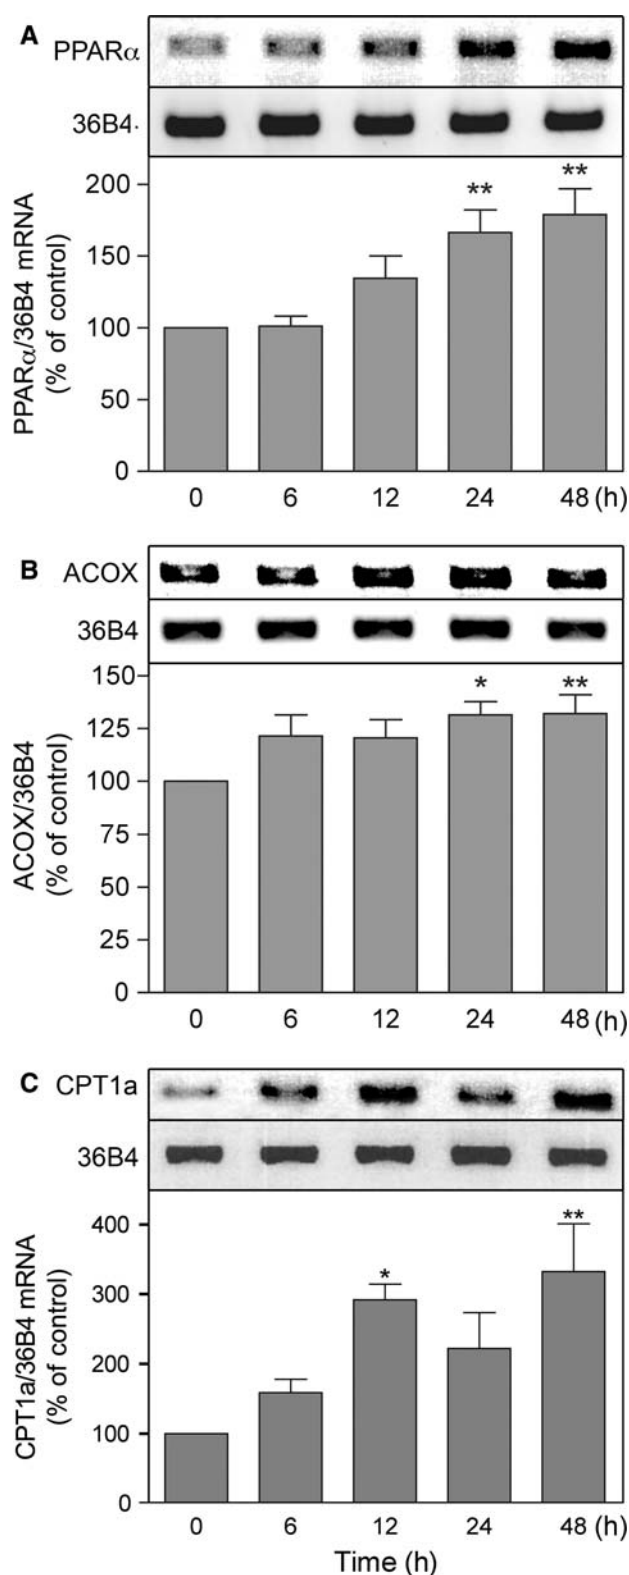 A
PPARα
36B4
PPARα/36B4 mRNA
(% of control)
200
150
100
50
0
**
**
0 6 12 24 48 (h)
B
ACOX
36B4
ACOX/36B4
(% of control)
150
125
100
75
50
25
0
*
**
0 6 12 24 48 (h)
C
CPT1a
36B4
CPT1a/36B4 mRNA
(% of control)
400
300
200
100
0
*
**
0 6 12 24 48 (h)
Time (h)